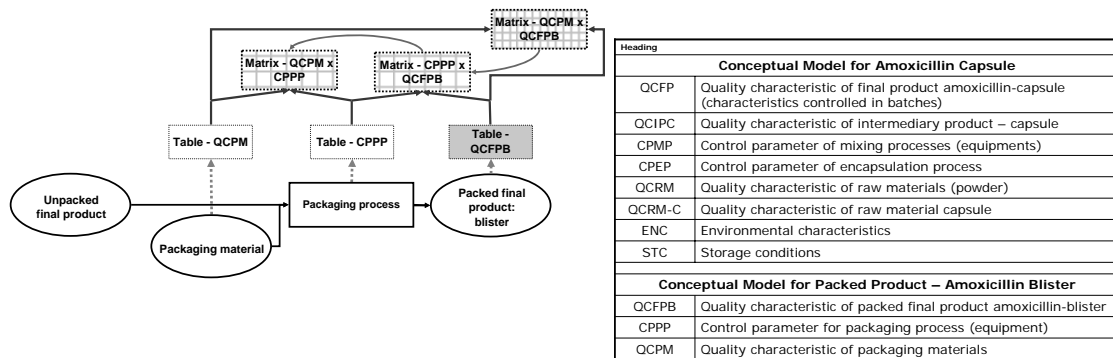 Matrix - QCPM x
QCFPB
Matrix - QCPM x
CPPP
Matrix - CPPP x
QCFPB
Table - QCPM
Table - CPPP
Table -
QCFPB
Unpacked
final product
Packaging process
Packed final
product:
blister
Packaging material
Heading
Conceptual Model for Amoxicillin Capsule
QCFP Quality characteristic of final product amoxicillin-capsule
(characteristics controlled in batches)
QCIPC Quality characteristic of intermediary product – capsule
CPMP Control parameter of mixing processes (equipments)
CPEP Control parameter of encapsulation process
QCRM Quality characteristic of raw materials (powder)
QCRM-C Quality characteristic of raw material capsule
ENC Environmental characteristics
STC Storage conditions
Conceptual Model for Packed Product – Amoxicillin Blister
QCFPB Quality characteristic of packed final product amoxicillin-blister
CPPP Control parameter for packaging process (equipment)
QCPM Quality characteristic of packaging materials